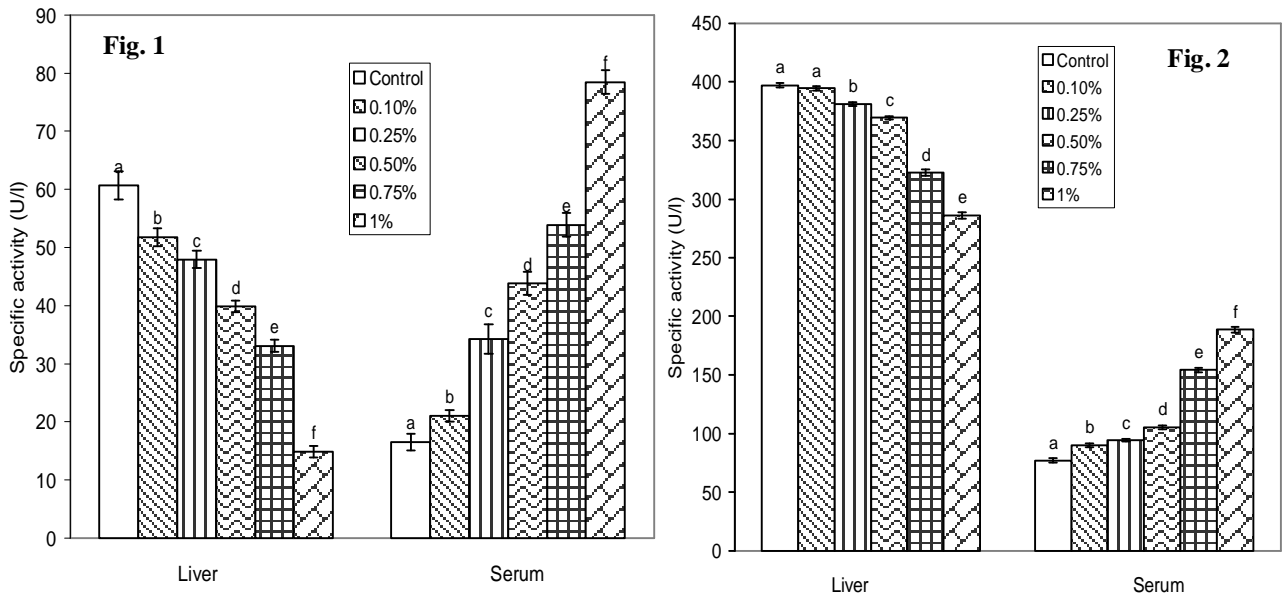 Fig. 1
Specific activity (U/l)
90
80
70
60
50
40
30
20
10
0
Control
0.10%
0.25%
0.50%
0.75%
1%
a
b
c
d
e
f
a
b
c
d
e
f
Liver
Serum
Fig. 2
Specific activity (U/l)
450
400
350
300
250
200
150
100
50
0
Control
0.10%
0.25%
0.50%
0.75%
1%
a
a
b
c
d
e
a
b
c
d
e
f
Liver
Serum